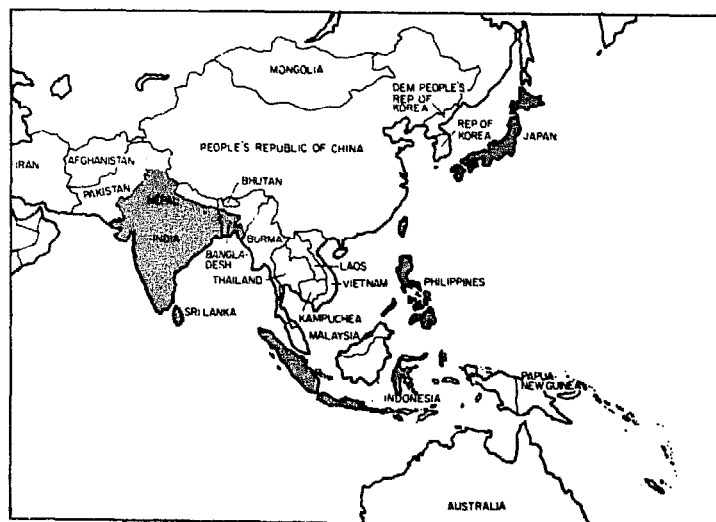 MONGOLIA
DEM PEOPLE'S
REP OF
KOREA
REP OF
KOREA
JAPAN
PEOPLE'S REPUBLIC OF CHINA
IRAN
AFGHANISTAN
PAKISTAN
NEPAL
BHUTAN
INDIA
BURMA
BANGLA-
DESH
LAOS
THAILAND
VIETNAM
PHILIPPINES
SRI LANKA
KAMPUCHEA
MALAYSIA
PAPUA-
NEW GUINEA
INDONESIA
AUSTRALIA